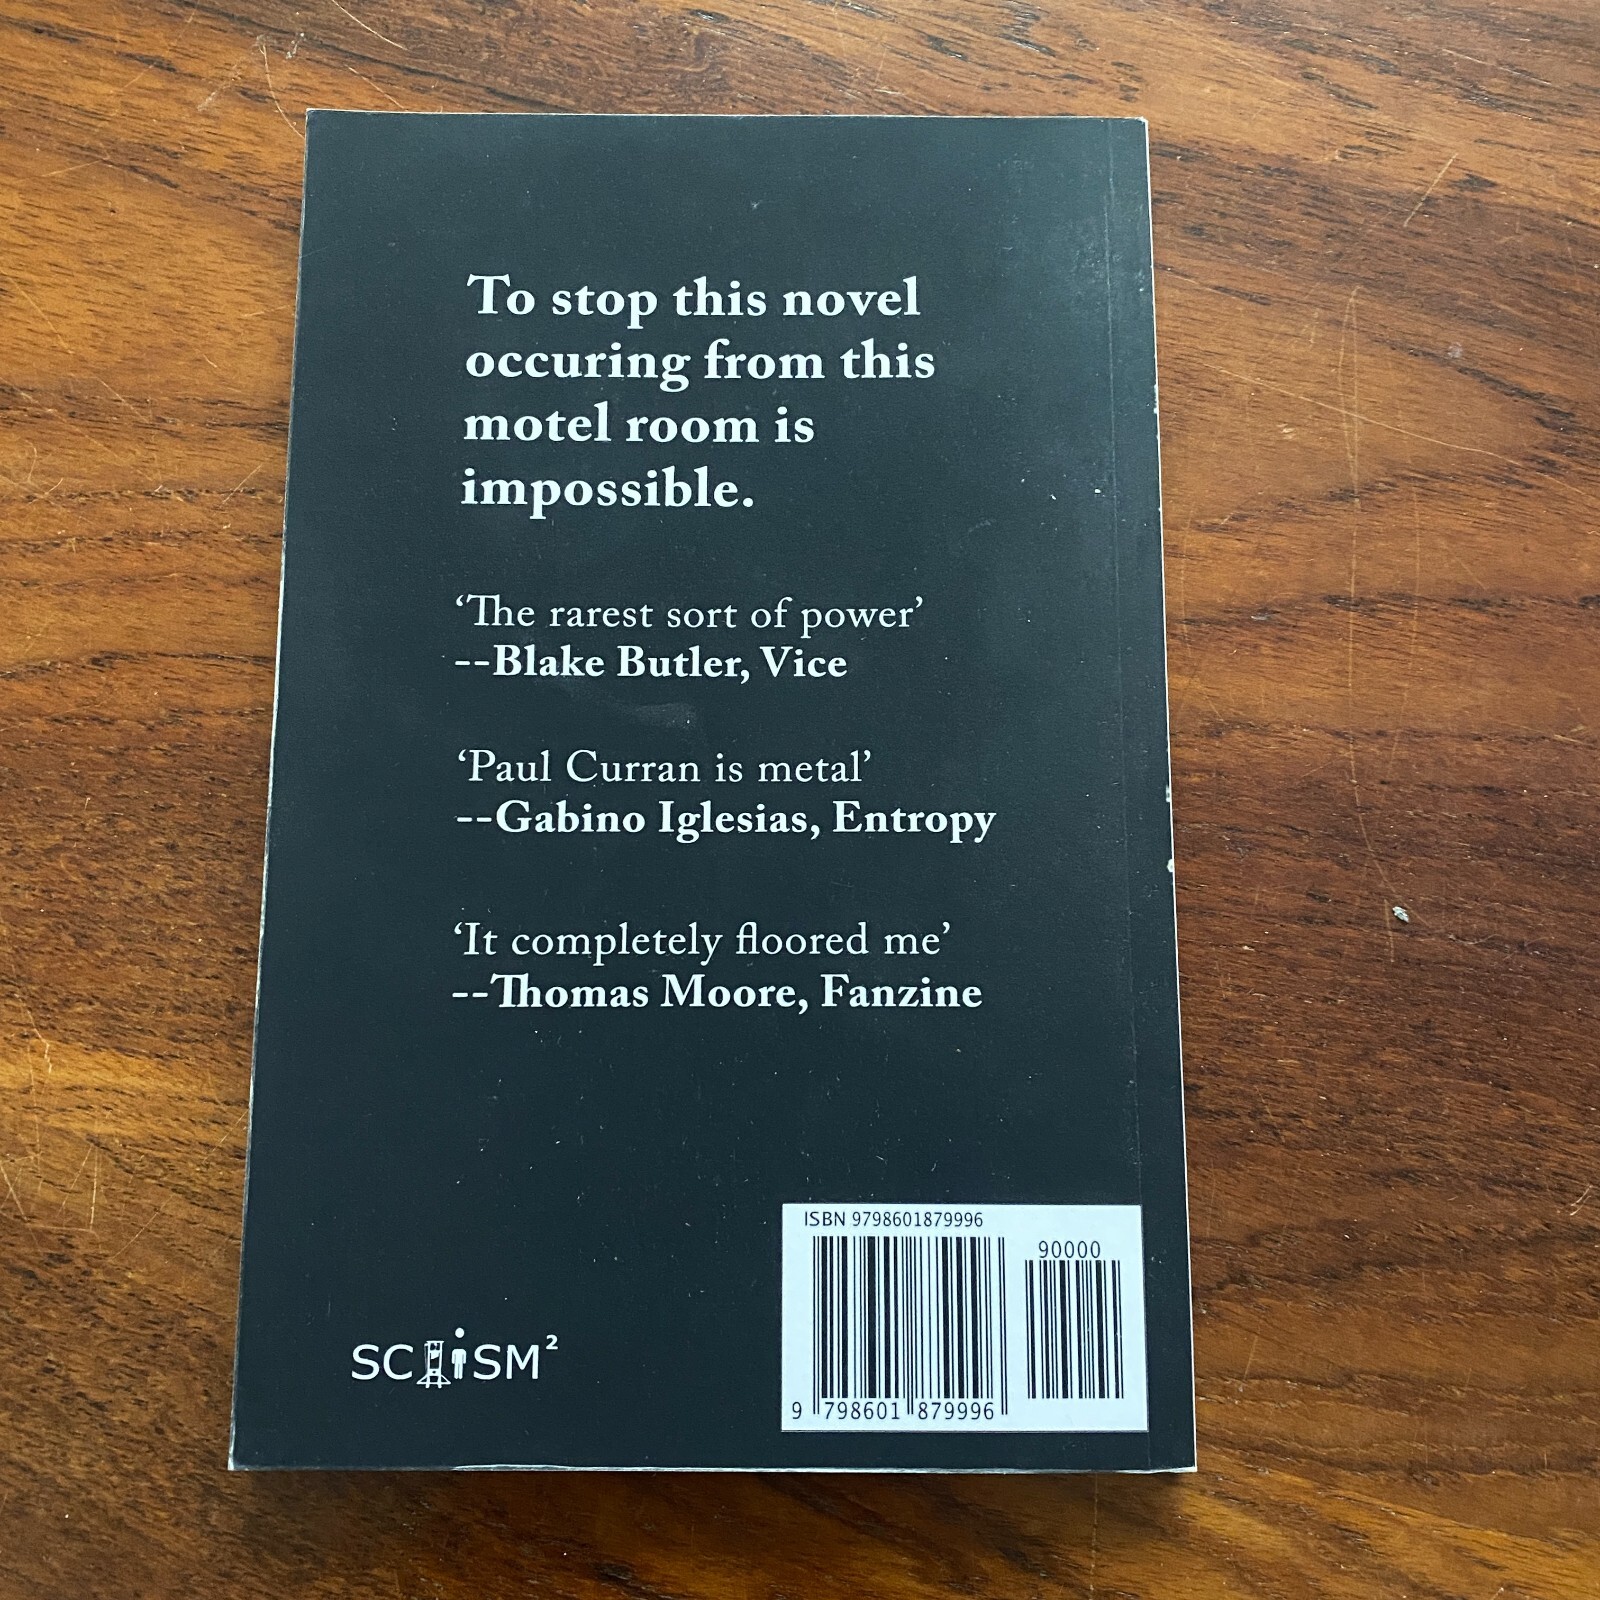 To stop this novel
occuring from this
motel room is
impossible.
‘The rarest sort of power’
--Blake Butler, Vice
‘Paul Curran is metal’
--Gabino Iglesias, Entropy
‘It completely floored me’
--Thomas Moore, Fanzine
SCHISM²
ISBN 9798601879996
90000
9 798601 879996